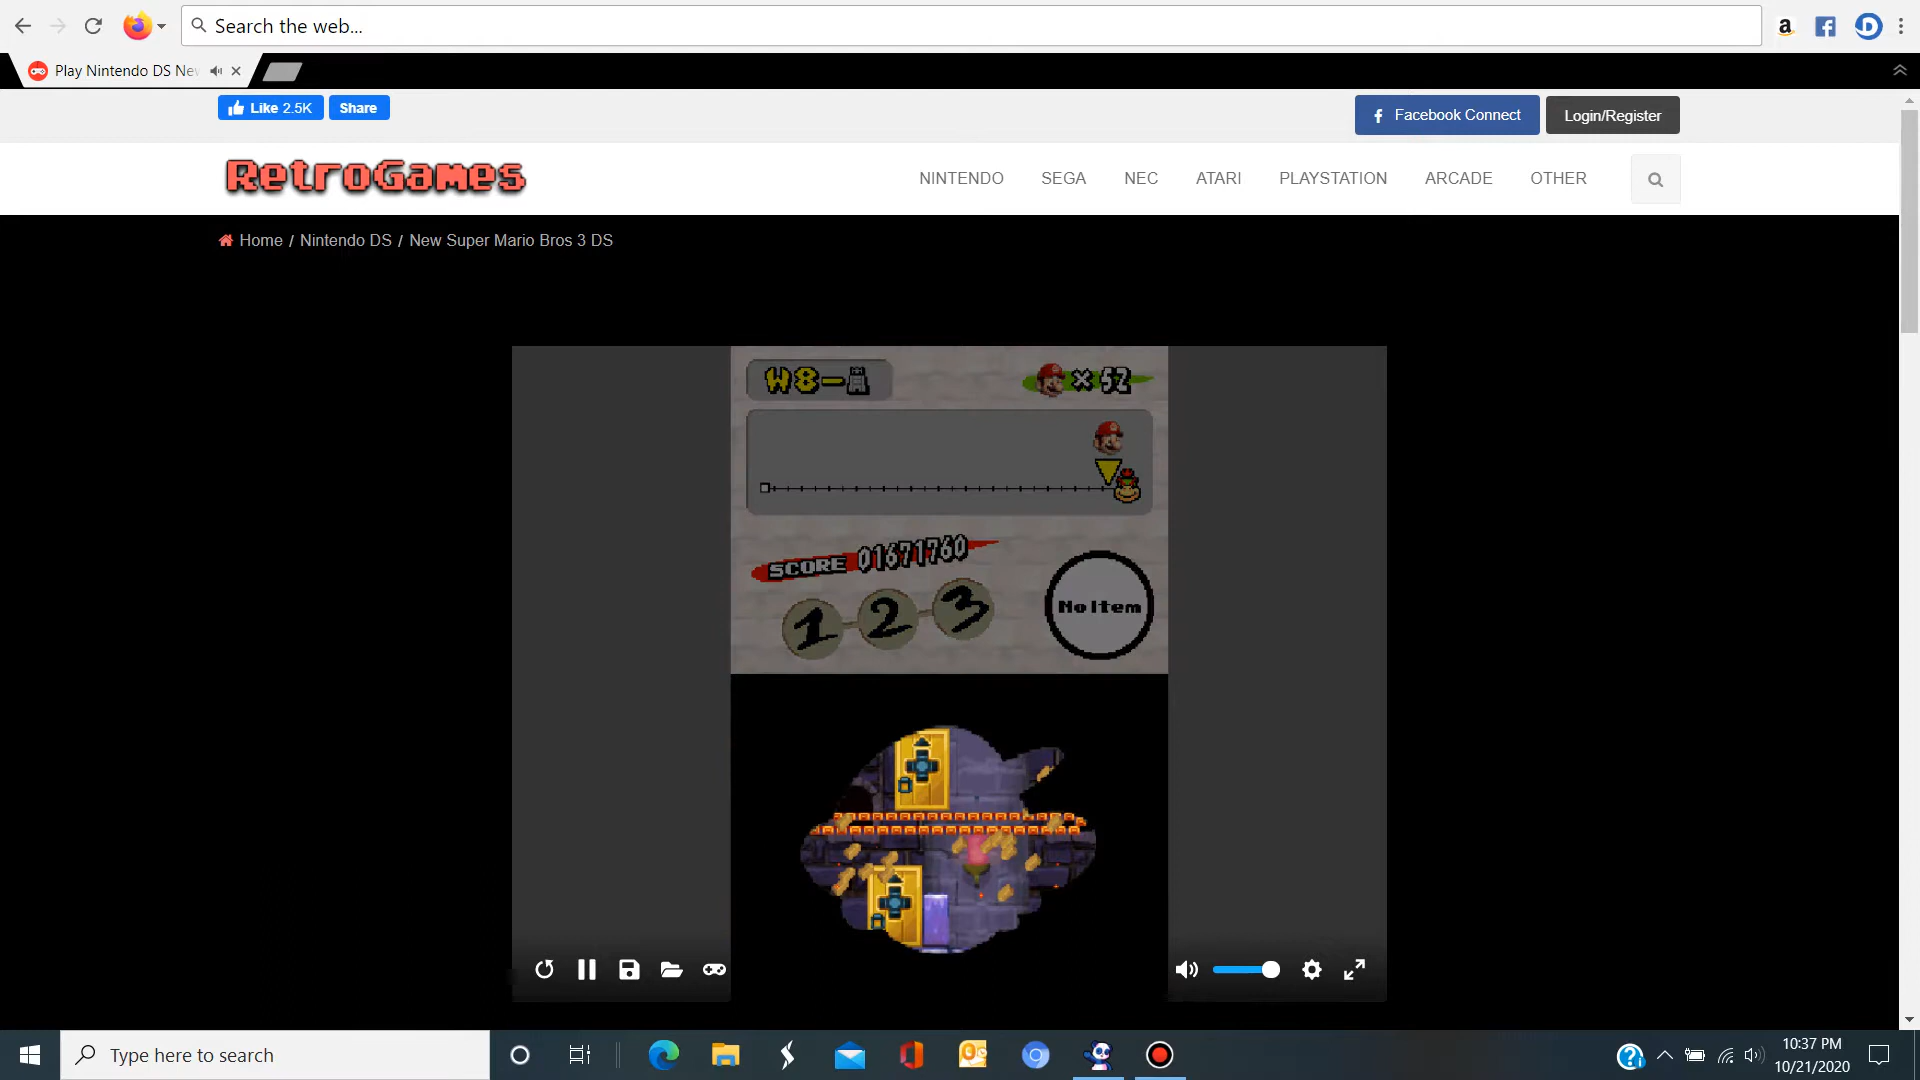 Search the web...
a
Play Nintendo DS Ne
Like 2.5K
Share
Facebook Connect
Login/Register
RetroGames
NINTENDO
SEGA
NEC
ATARI
PLAYSTATION
ARCADE
OTHER
Home / Nintendo DS / New Super Mario Bros 3 DS
W8-
×52
SCORE 01671760
1 2 3
No Item
Type here to search
10:37 PM
10/21/2020